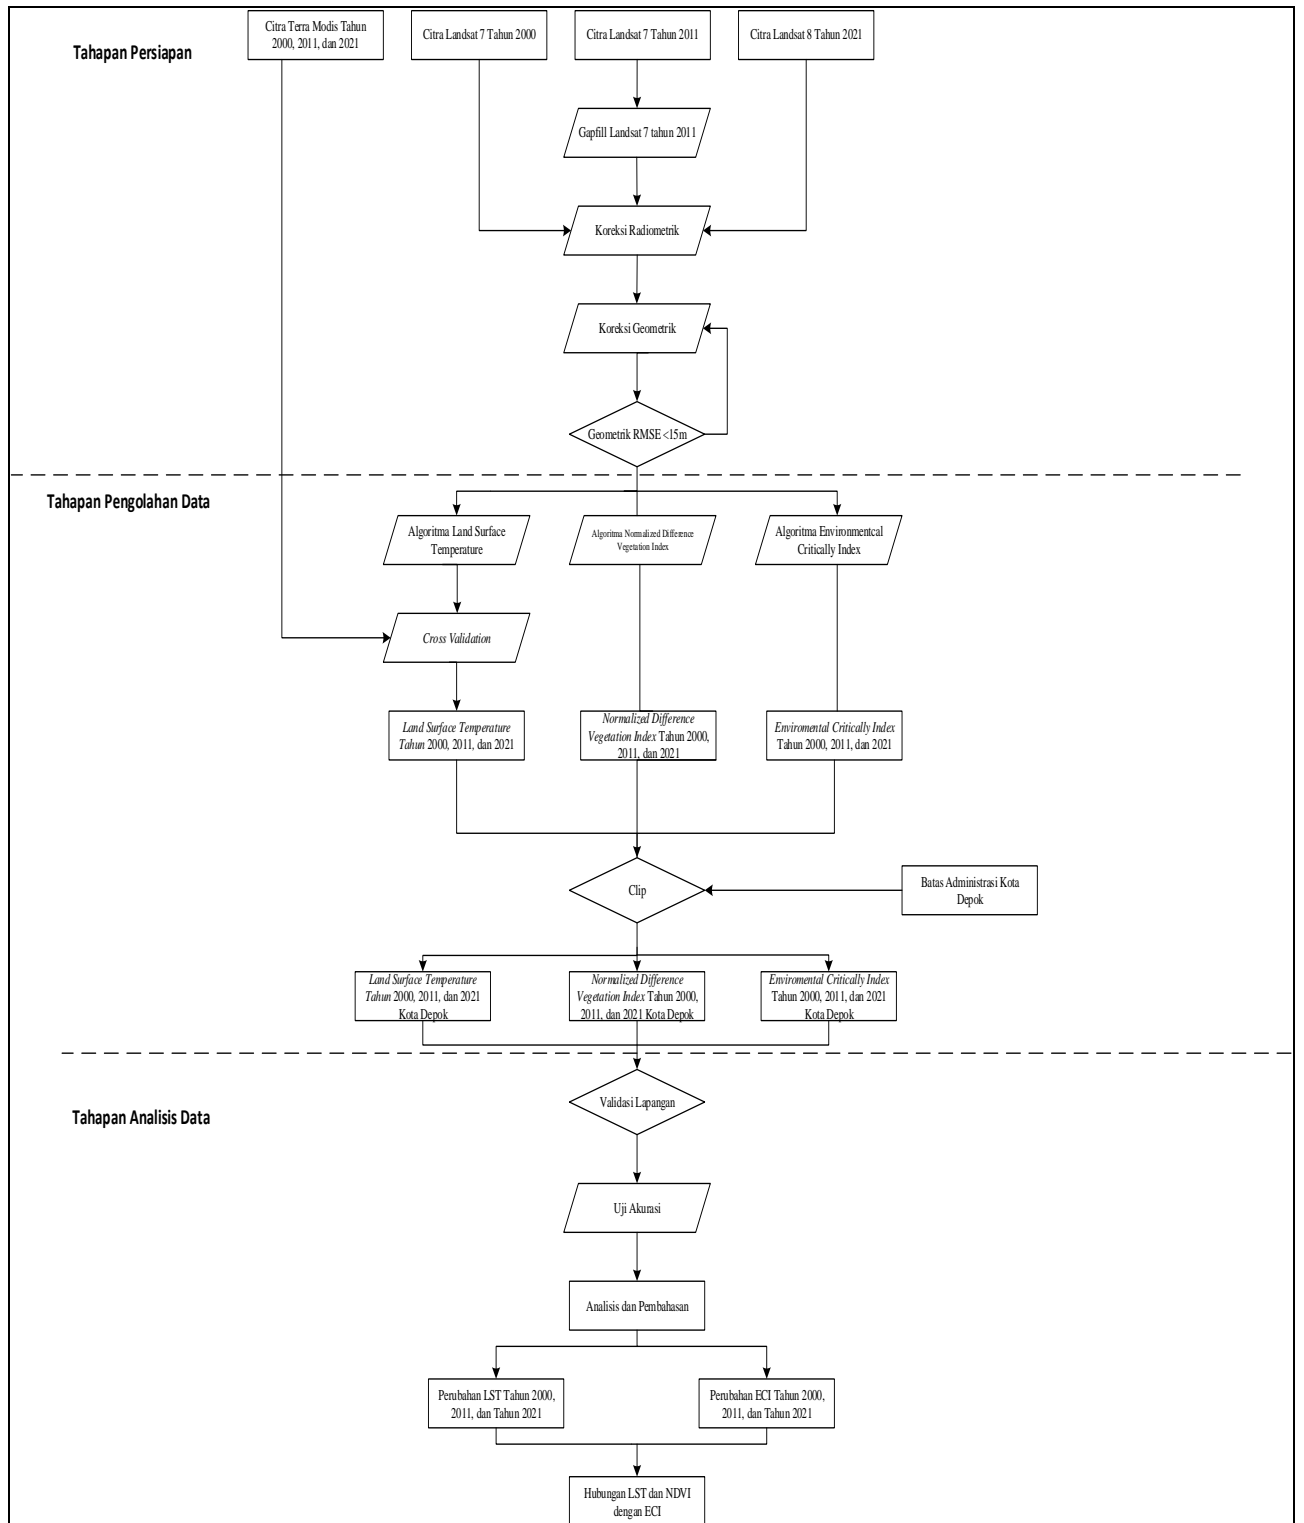 Citra Terra Modis Tahun
2000, 2011, dan 2021
Citra Landsat 7 Tahun 2000
Citra Landsat 7 Tahun 2011
Citra Landsat 8 Tahun 2021
Tahapan Persiapan
Gapfill Landsat 7 tahun 2011
Koreksi Radiometrik
Koreksi Geometrik
Geometrik RMSE <15m
Tahapan Pengolahan Data
Algoritma Land Surface
Temperature
Algoritma Normalized Difference
Vegetation Index
Algoritma Environmentcal
Critically Index
Cross Validation
Land Surface Temperature
Tahun 2000, 2011, dan 2021
Normalized Difference
Vegetation Index Tahun 2000,
2011, dan 2021
Enviromental Critically Index
Tahun 2000, 2011, dan 2021
Clip
Batas Administrasi Kota
Depok
Land Surface Temperature
Tahun 2000, 2011, dan 2021
Kota Depok
Normalized Difference
Vegetation Index Tahun 2000,
2011, dan 2021 Kota Depok
Enviromental Critically Index
Tahun 2000, 2011, dan 2021
Kota Depok
Validasi Lapangan
Tahapan Analisis Data
Uji Akurasi
Analisis dan Pembahasan
Perubahan LST Tahun 2000,
2011, dan Tahun 2021
Perubahan ECI Tahun 2000,
2011, dan Tahun 2021
Hubungan LST dan NDVI
dengan ECI